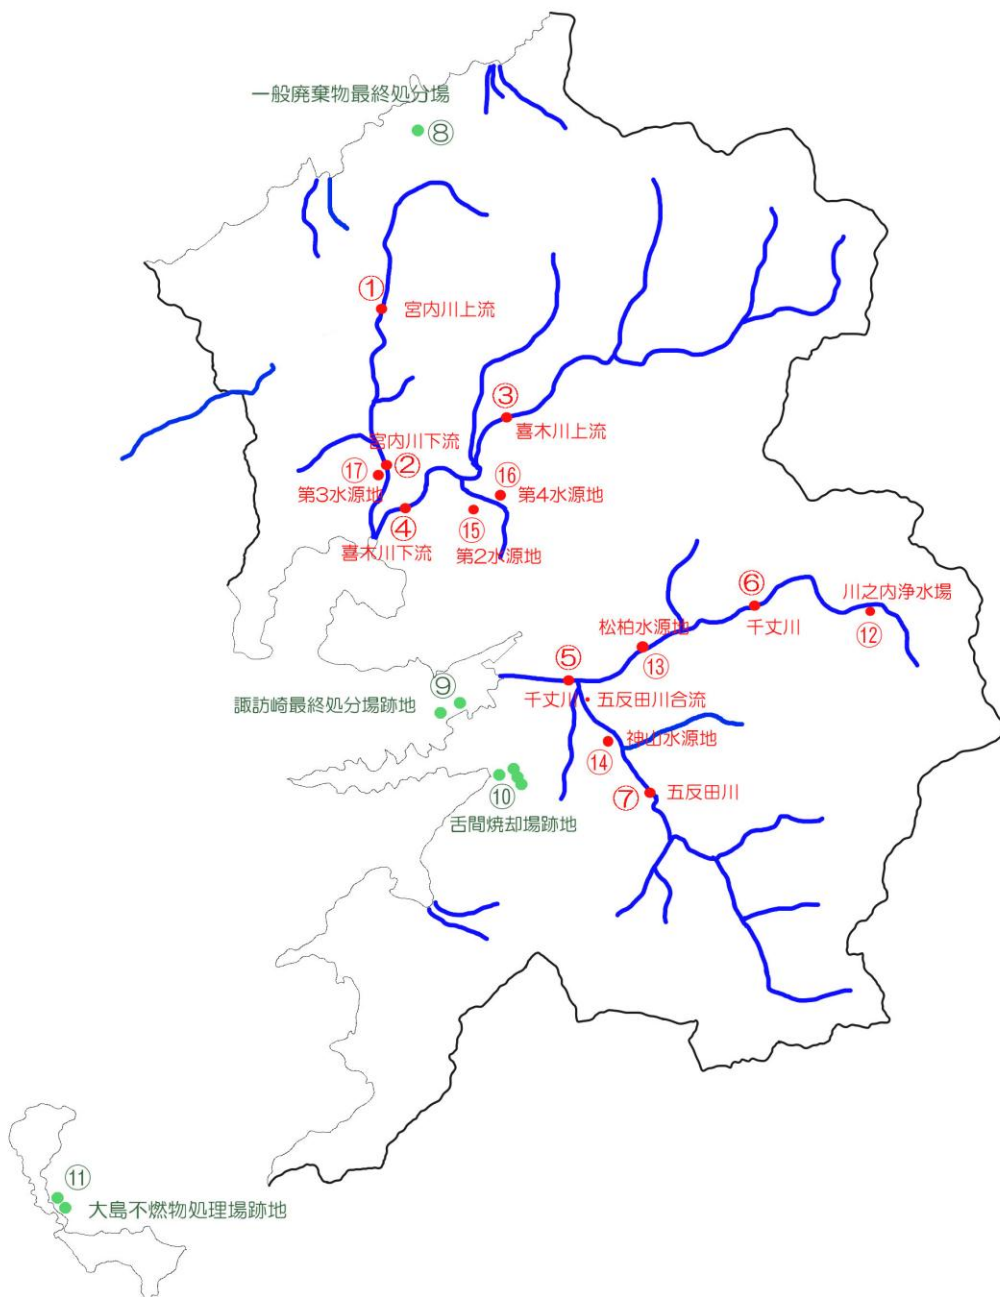 一般廃棄物最終処分場
⑧
①
宮内川上流
③
喜木川上流
宮内川下流
②
⑰
第3水源地
⑯
第4水源地
④
喜木川下流
⑮
第2水源地
⑥
千丈川
川之内浄水場
⑫
松柏水源地
⑬
⑤
千丈川・五反田川合流
⑨
諏訪崎最終処分場跡地
神山水源地
⑭
⑦
五反田川
⑩
舌間焼却場跡地
⑪
大島不燃物処理場跡地